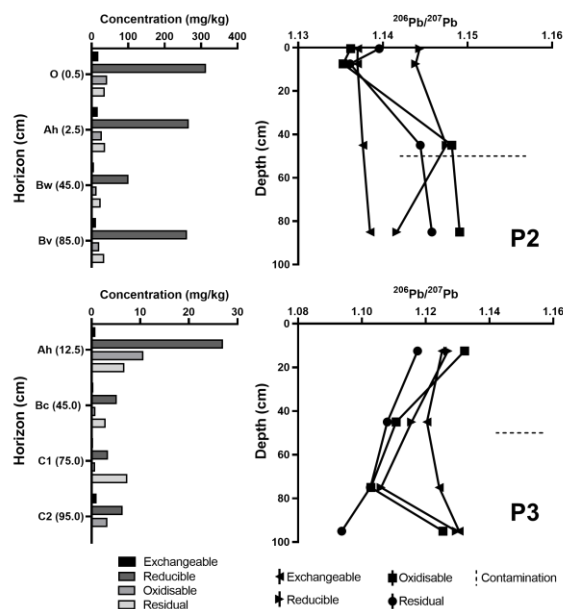 Concentration (mg/kg)
0 100 200 300 400
Horizon (cm)
O (0.5)
Ah (2.5)
Bw (45.0)
Bv (85.0)
206Pb/207Pb
1.13 1.14 1.15 1.16
Depth (cm)
0
20
40
60
80
100
P2
Concentration (mg/kg)
0 10 20 30
Horizon (cm)
Ah (12.5)
Bc (45.0)
C1 (75.0)
C2 (95.0)
206Pb/207Pb
1.08 1.10 1.12 1.14 1.16
Depth (cm)
0
20
40
60
80
100
P3
Exchangeable
Reducible
Oxidisable
Residual
Exchangeable Oxidisable Contamination
Reducible Residual